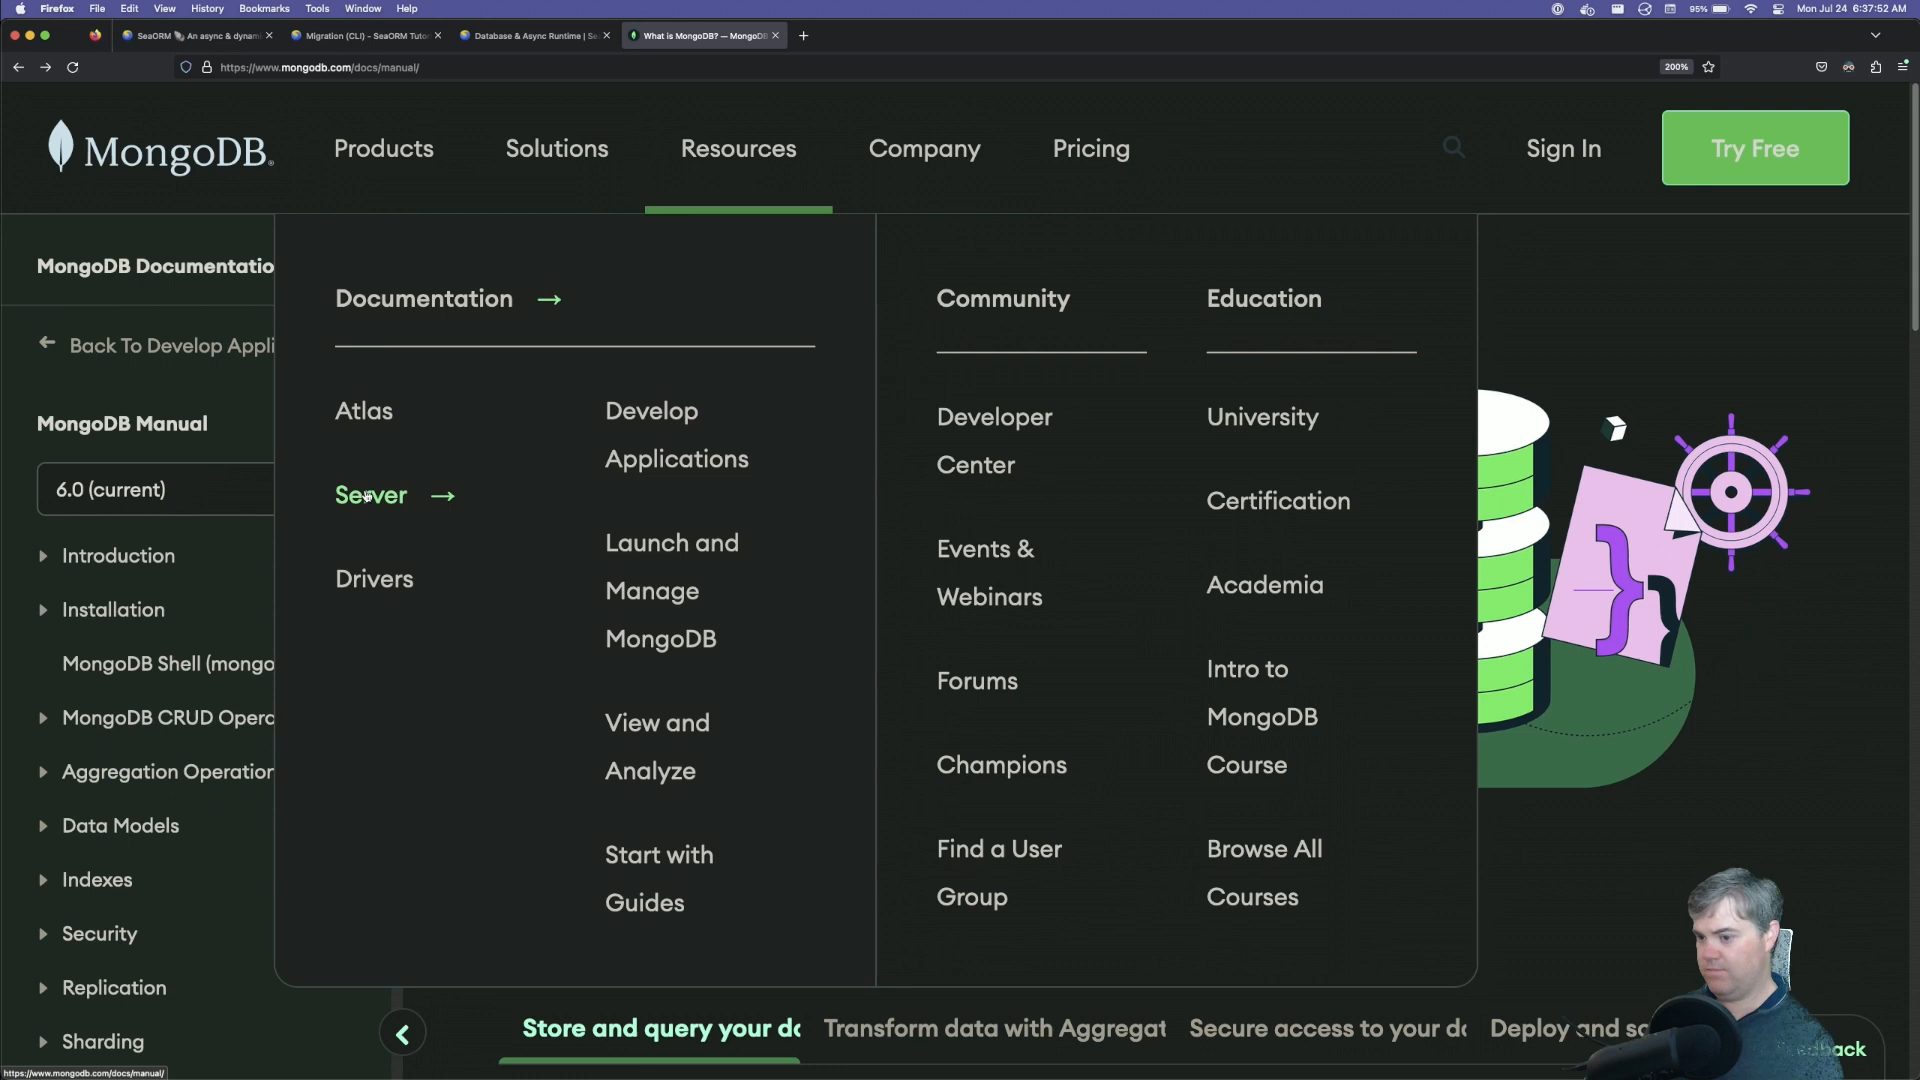 Firefox File Edit View History Bookmarks Tools Window Help
95% Mon Jul 24 6:37:52 AM
SeaORM An async & dynami
Migration (CLI) – SeaORM Tutor
Database & Async Runtime | Se
What is MongoDB? — MongoDB
https://www.mongodb.com/docs/manual/
200%
MongoDB.
Products
Solutions
Resources
Company
Pricing
Sign In
Try Free
MongoDB Documentatio
Back To Develop Appli
MongoDB Manual
6.0 (current)
Introduction
Installation
MongoDB Shell (mongo
MongoDB CRUD Opera
Aggregation Operation
Data Models
Indexes
Security
Replication
Sharding
Documentation →
Atlas
Server →
Drivers
Develop
Applications
Launch and
Manage
MongoDB
View and
Analyze
Start with
Guides
Community
Developer
Center
Events &
Webinars
Forums
Champions
Find a User
Group
Education
University
Certification
Academia
Intro to
MongoDB
Course
Browse All
Courses
Store and query your da
Transform data with Aggregat
Secure access to your da
Deploy and sc
https://www.mongodb.com/docs/manual/